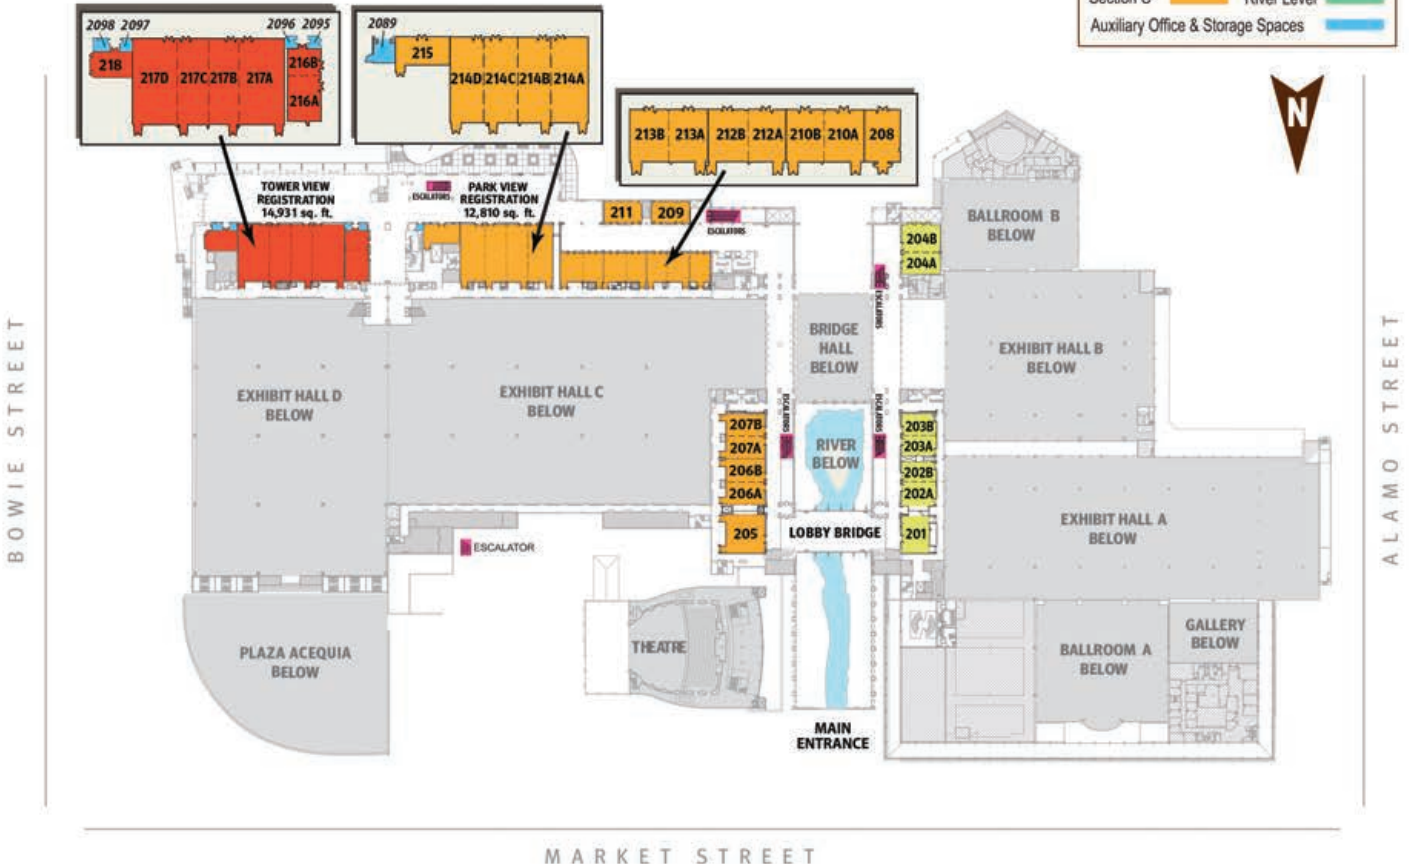 Section C
River Level
Auxiliary Office & Storage Spaces
2098 2097
2096 2095
218
217D 217C 217B 217A
216B
216A
2089
215
214D 214C 214B 214A
213B 213A 212B 212A 210B 210A 208
N
TOWER VIEW
REGISTRATION
14,931 sq. ft.
ESCALATORS
PARK VIEW
REGISTRATION
12,810 sq. ft.
211
209
ESCALATORS
204B
204A
BALLROOM B
BELOW
ESCALATORS
BRIDGE
HALL
BELOW
EXHIBIT HALL B
BELOW
EXHIBIT HALL D
BELOW
EXHIBIT HALL C
BELOW
207B
207A
206B
206A
205
ESCALATORS
RIVER
BELOW
ESCALATORS
203B
203A
202B
202A
201
LOBBY BRIDGE
EXHIBIT HALL A
BELOW
ESCALATOR
PLAZA ACEQUIA
BELOW
THEATRE
BALLROOM A
BELOW
GALLERY
BELOW
MAIN
ENTRANCE
BOWIE STREET
ALAMO STREET
MARKET STREET